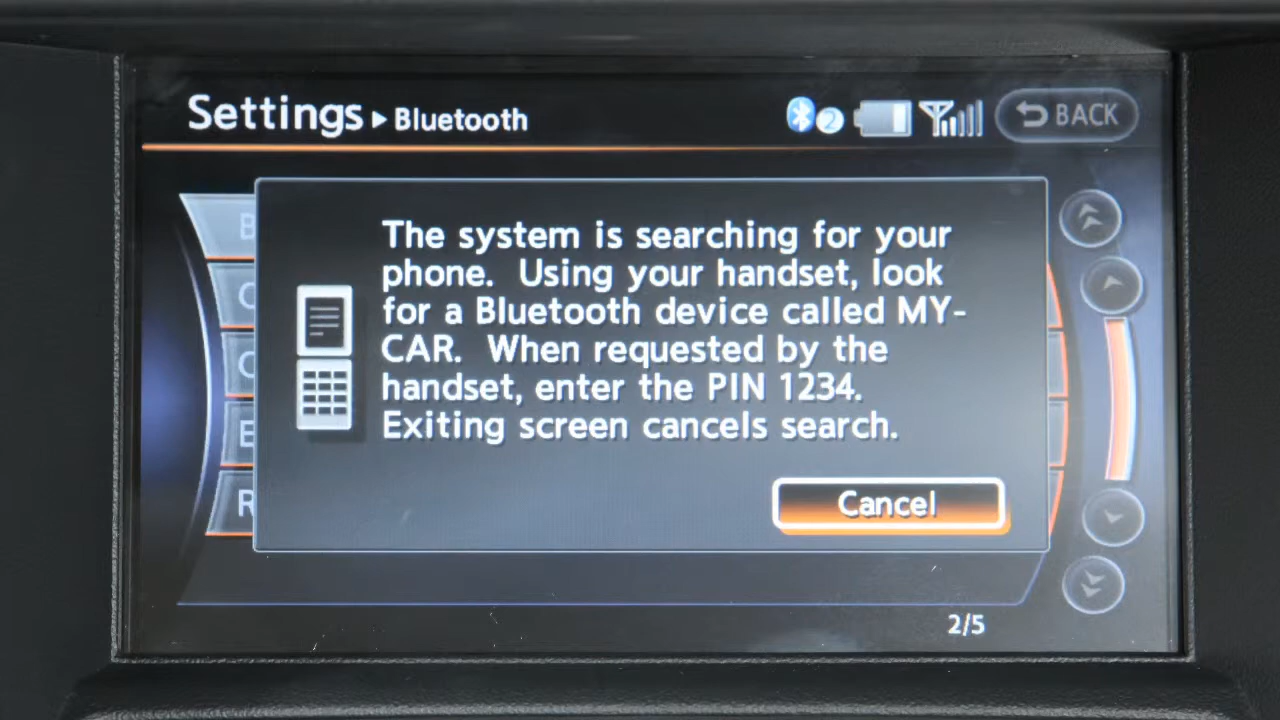 Settings ▸ Bluetooth
2
BACK
The system is searching for your
phone. Using your handset, look
for a Bluetooth device called MY-
CAR. When requested by the
handset, enter the PIN 1234.
Exiting screen cancels search.
Cancel
2/5